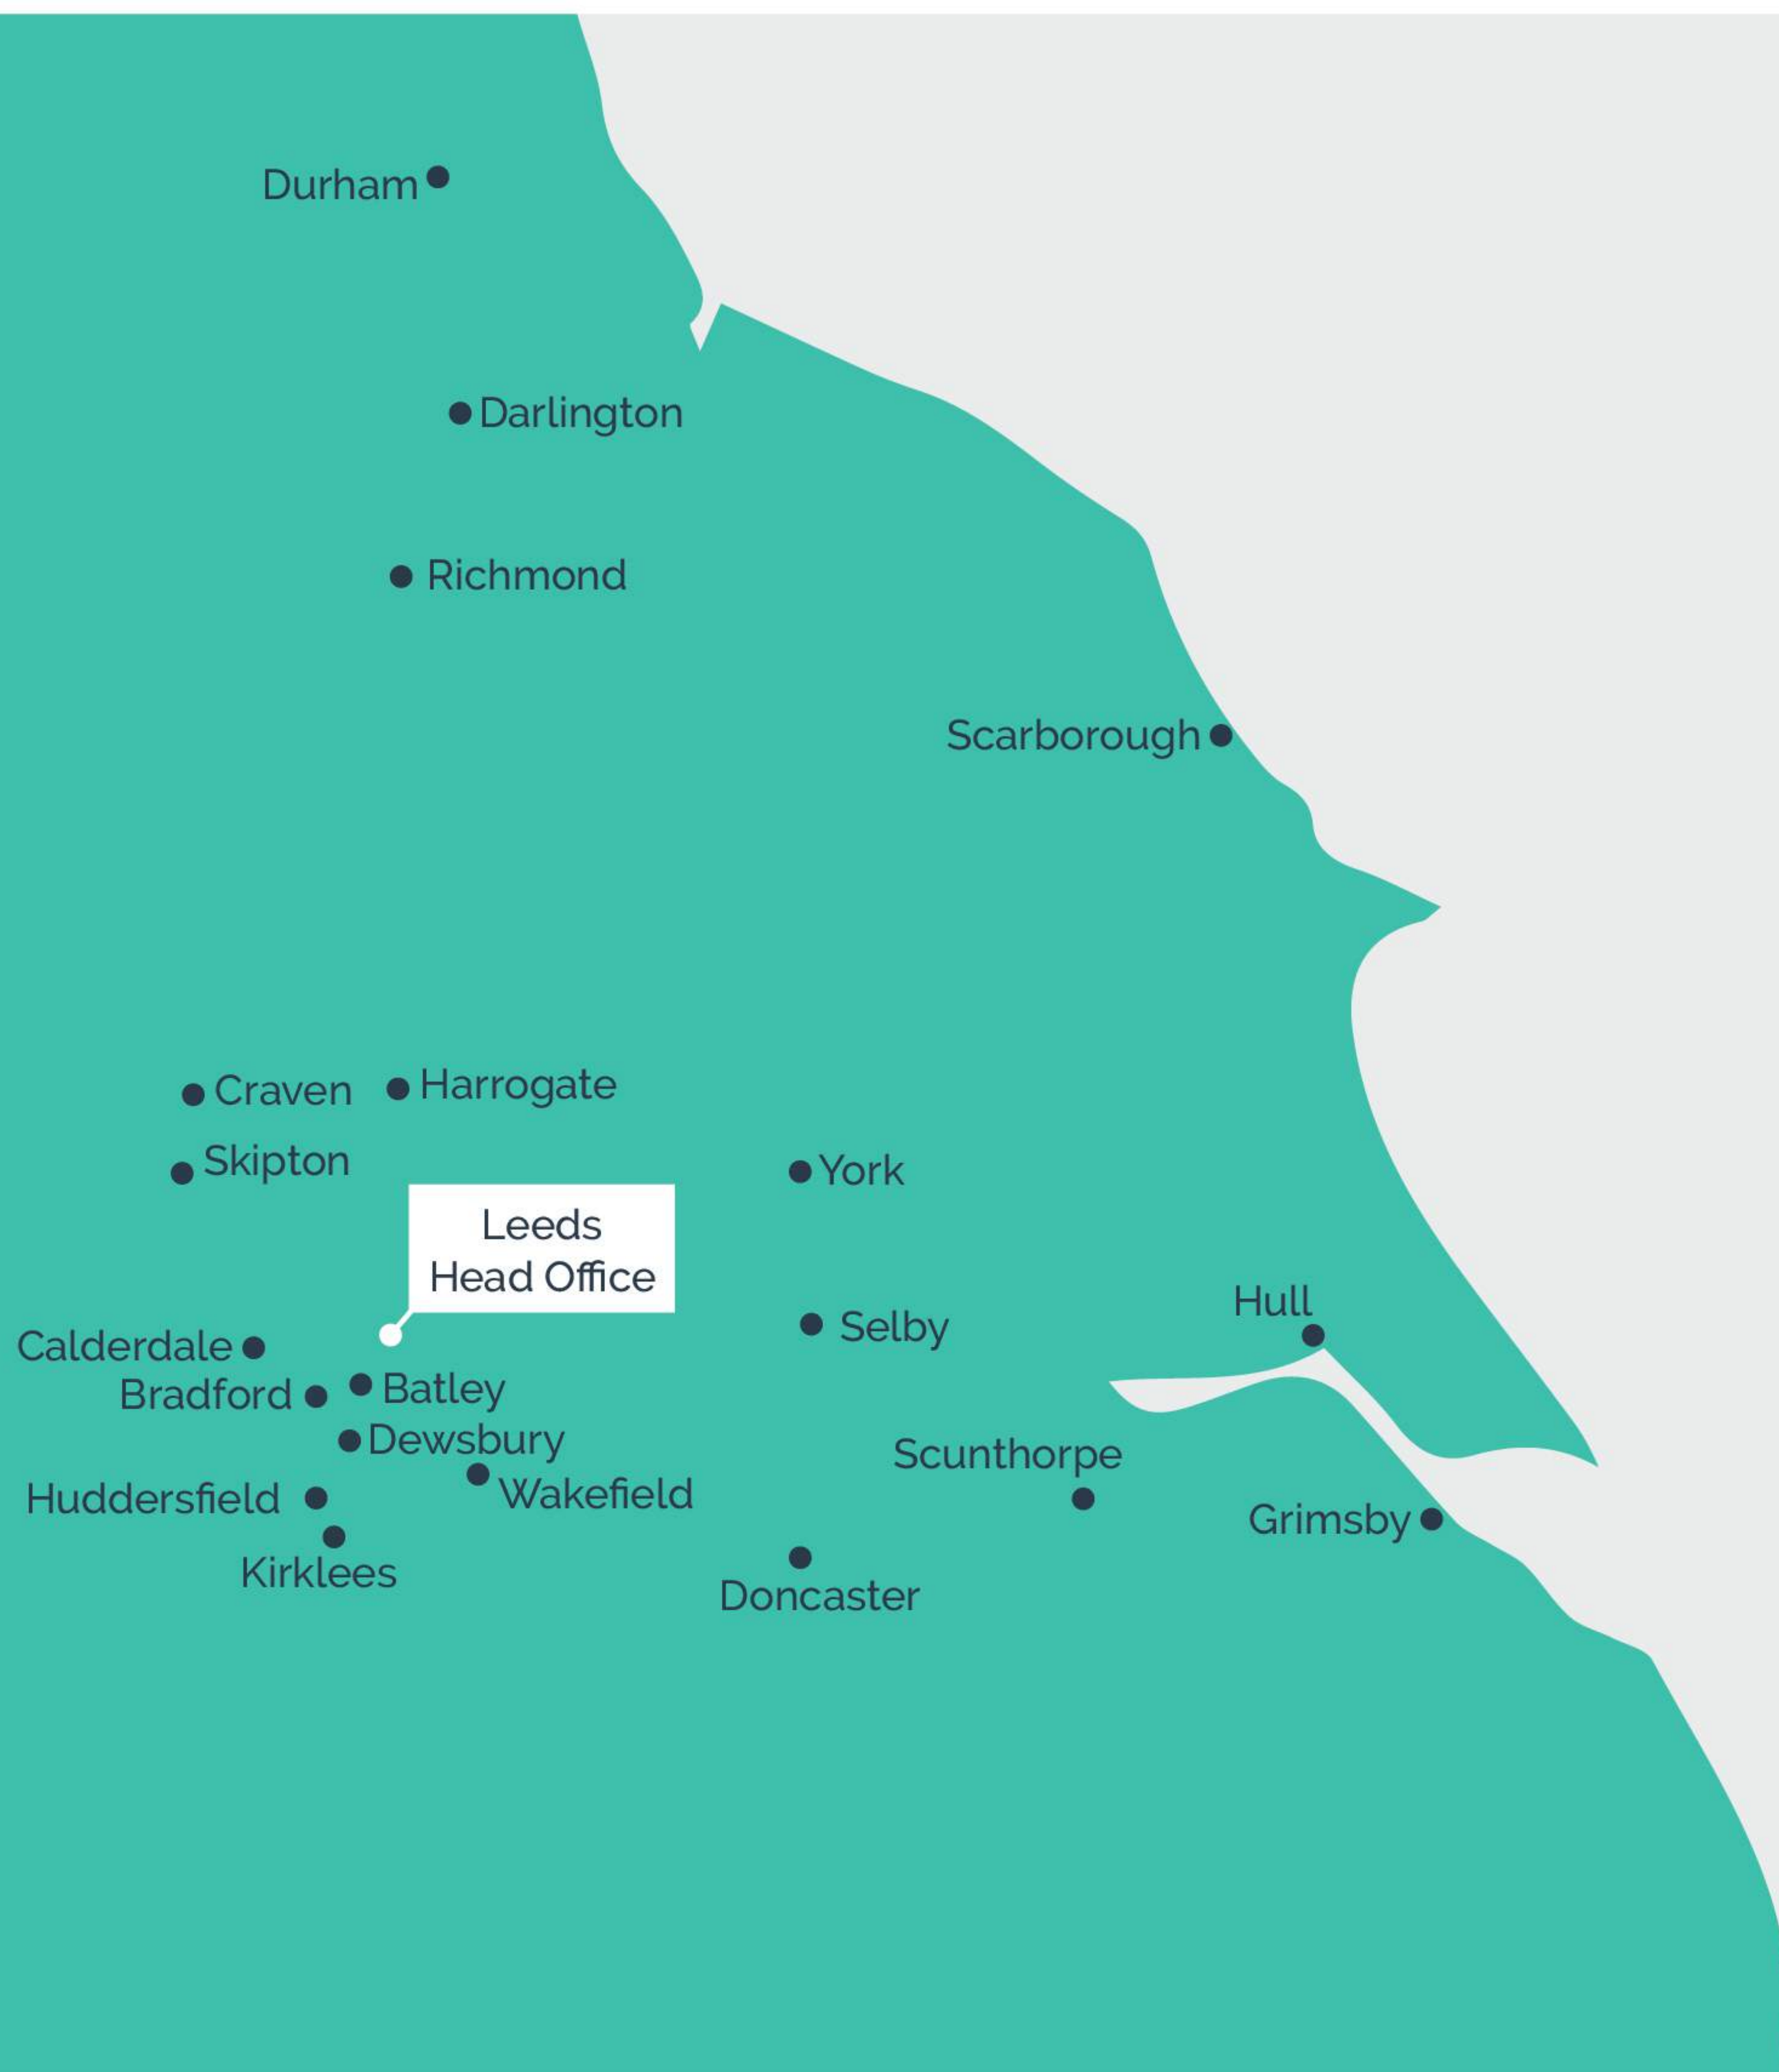 Durham
Darlington
Richmond
Scarborough
Craven
Harrogate
Skipton
York
Leeds
Head Office
Hull
Selby
Calderdale
Batley
Bradford
Dewsbury
Scunthorpe
Wakefield
Huddersfield
Grimsby
Kirklees
Doncaster